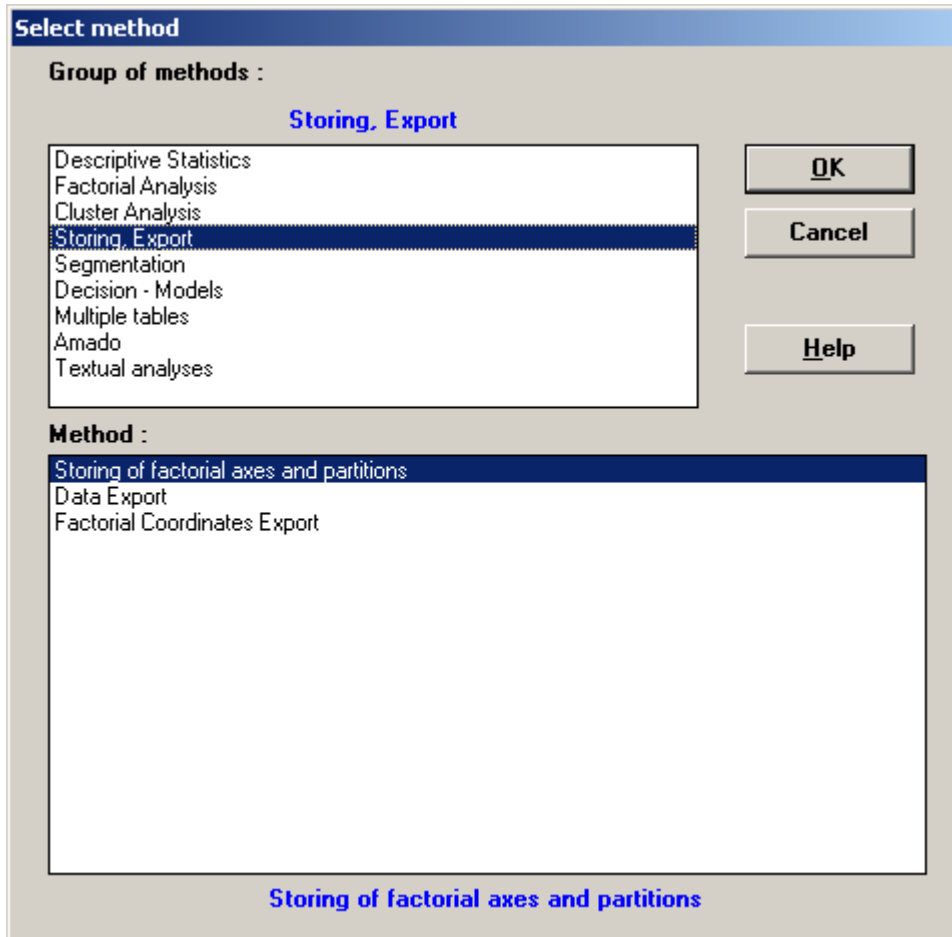 Select method
Group of methods :
Storing, Export
Descriptive Statistics
Factorial Analysis
Cluster Analysis
Storing, Export
Segmentation
Decision - Models
Multiple tables
Amado
Textual analyses
OK
Cancel
Help
Method :
Storing of factorial axes and partitions
Data Export
Factorial Coordinates Export
Storing of factorial axes and partitions